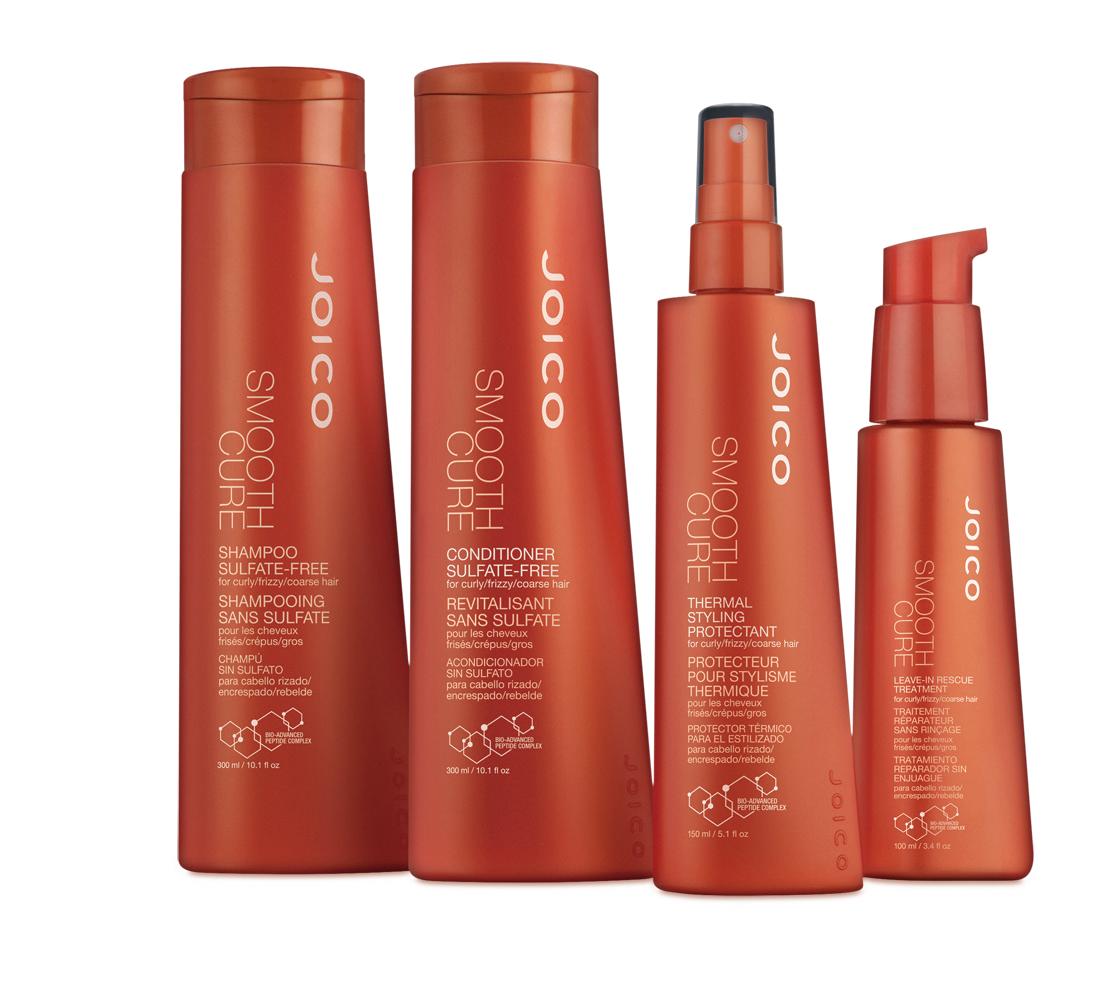 JOICO
SMOOTH
CURE
SHAMPOO
SULFATE-FREE
for curly/frizzy/coarse hair
SHAMPOOING
SANS SULFATE
pour les cheveux
frisés/crépus/gros
CHAMPÚ
SIN SULFATO
para cabello rizado/
encrespado/rebelde
BIO-ADVANCED
PEPTIDE COMPLEX
300 ml / 10.1 fl oz
JOICO
JOICO
SMOOTH
CURE
CONDITIONER
SULFATE-FREE
for curly/frizzy/coarse hair
REVITALISANT
SANS SULFATE
pour les cheveux
frisés/crépus/gros
ACONDICIONADOR
SIN SULFATO
para cabello rizado/
encrespado/rebelde
BIO-ADVANCED
PEPTIDE COMPLEX
300 ml / 10.1 fl oz
JOICO
JOICO
SMOOTH
CURE
THERMAL
STYLING
PROTECTANT
for curly/frizzy/coarse hair
PROTECTEUR
POUR STYLISME
THERMIQUE
pour les cheveux
frisés/crépus/gros
PROTECTOR TÉRMICO
PARA EL ESTILIZADO
para cabello rizado/
encrespado/rebelde
BIO-ADVANCED
PEPTIDE COMPLEX
150 ml / 5.1 fl oz
JOICO
JOICO
SMOOTH
CURE
LEAVE-IN RESCUE
TREATMENT
for curly/frizzy/coarse hair
TRAITEMENT
RÉPARATEUR
SANS RINÇAGE
pour les cheveux
frisés/crépus/gros
TRATAMIENTO
REPARADOR SIN
ENJUAGUE
para cabello rizado/
encrespado/rebelde
BIO-ADVANCED
PEPTIDE COMPLEX
100 ml / 3.4 fl oz